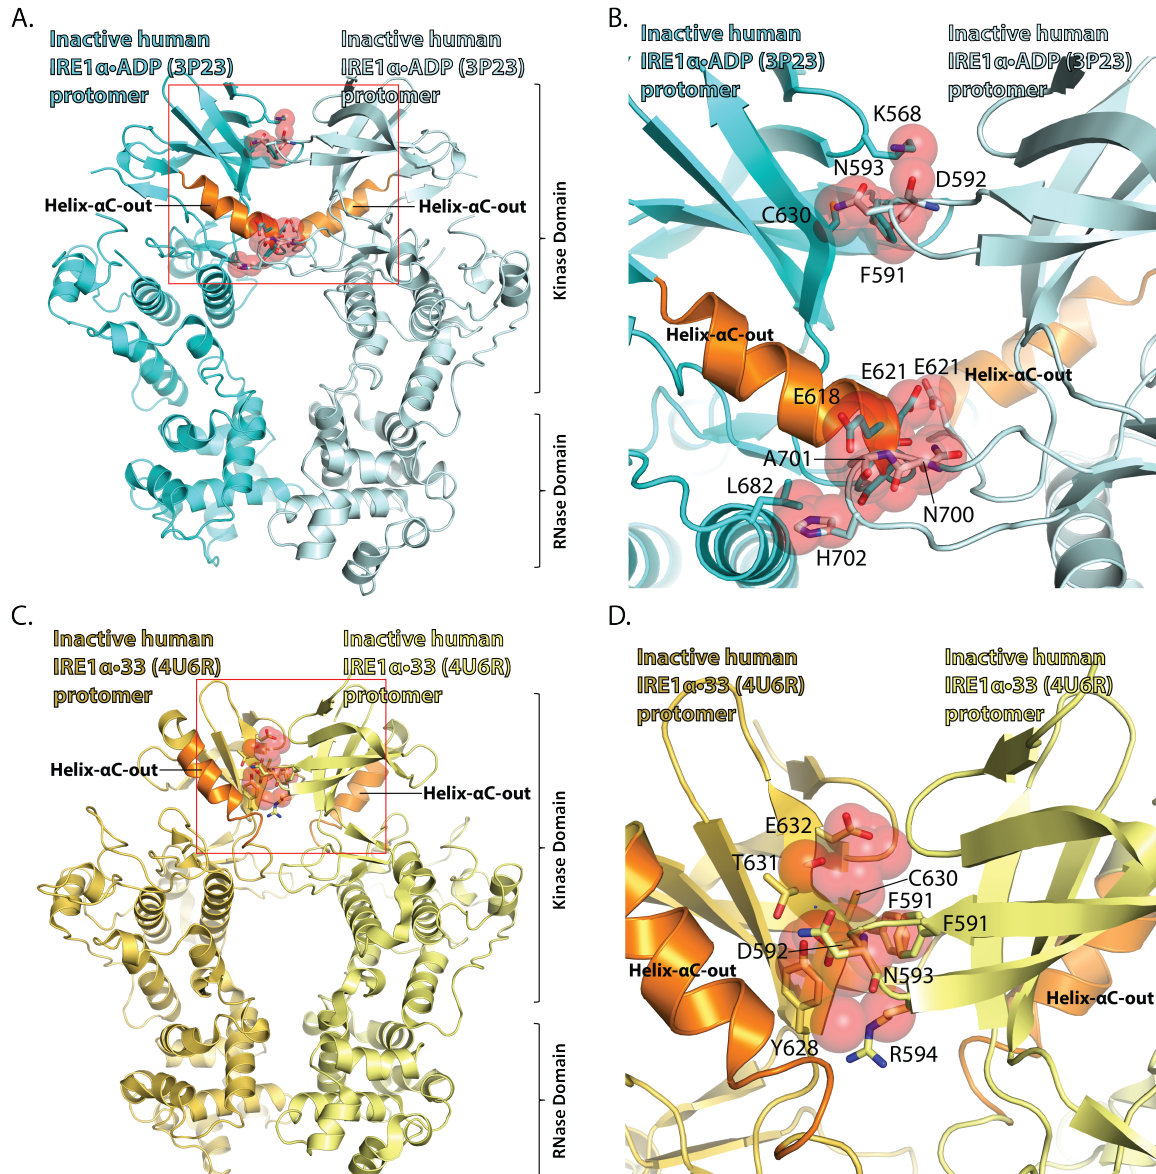 A.
Inactive human
IRE1α•ADP (3P23)
protomer
Inactive human
IRE1α•ADP (3P23)
protomer
Helix-αC-out
Helix-αC-out
Kinase Domain
RNase Domain
B.
Inactive human
IRE1α•ADP (3P23)
protomer
Inactive human
IRE1α•ADP (3P23)
protomer
K568
N593
D592
C630
F591
Helix-αC-out
E621
E621
Helix-αC-out
E618
A701
L682
N700
H702
C.
Inactive human
IRE1α•33 (4U6R)
protomer
Inactive human
IRE1α•33 (4U6R)
protomer
Helix-αC-out
Helix-αC-out
Kinase Domain
RNase Domain
D.
Inactive human
IRE1α•33 (4U6R)
protomer
Inactive human
IRE1α•33 (4U6R)
protomer
E632
T631
C630
F591
F591
D592
N593
Helix-αC-out
Helix-αC-out
Y628
R594